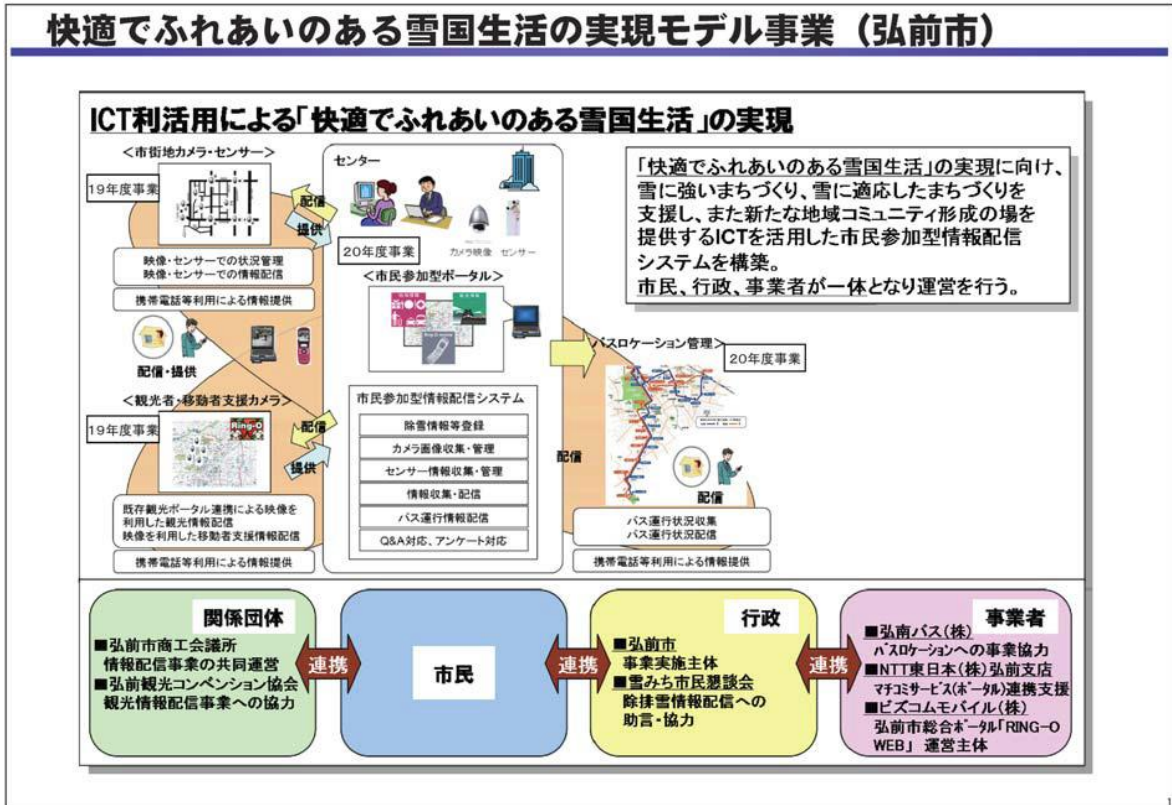 快適でふれあいのある雪国生活の実現モデル事業（弘前市）
ICT利活用による「快適でふれあいのある雪国生活」の実現
＜市街地カメラ・センサー＞
19年度事業
配信
提供
映像・センサーでの状況管理
映像・センサーでの情報配信
携帯電話等利用による情報提供
配信・提供
＜観光者・移動者支援カメラ＞
19年度事業
Ring-O
配信
提供
既存観光ポータル連携による映像を
利用した観光情報配信
映像を利用した移動者支援情報配信
携帯電話等利用による情報提供
センター
カメラ映像 センサー
20年度事業
＜市民参加型ポータル＞
市民参加型情報配信システム
除雪情報等登録
カメラ画像収集・管理
センサー情報収集・管理
情報収集・配信
バス運行情報配信
Q&A対応、アンケート対応
「快適でふれあいのある雪国生活」の実現に向け、
雪に強いまちづくり、雪に適応したまちづくりを
支援し、また新たな地域コミュニティ形成の場を
提供するICTを活用した市民参加型情報配信
システムを構築。
市民、行政、事業者が一体となり運営を行う。
バスロケーション管理＞
20年度事業
配信
配信
バス運行状況収集
バス運行状況配信
携帯電話等利用による情報提供
関係団体
■弘前市商工会議所
情報配信事業の共同運営
■弘前観光コンベンション協会
観光情報配信事業への協力
連携
市民
連携
行政
■弘前市
事業実施主体
■雪みち市民懇談会
除排雪情報配信への
助言・協力
連携
事業者
■弘南バス(株)
バスロケーションへの事業協力
■NTT東日本(株)弘前支店
マチコミサービス(ポータル)連携支援
■ビズコムモバイル(株)
弘前市総合ポータル「RING-O
WEB」 運営主体
1